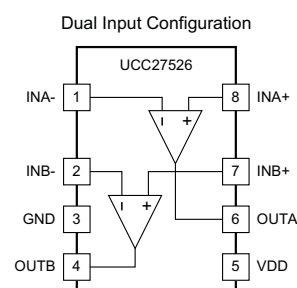 Dual Input Configuration
UCC27526
INA- 1 8 INA+
- +
INB- 2 7 INB+
- +
GND 3 6 OUTA
OUTB 4 5 VDD